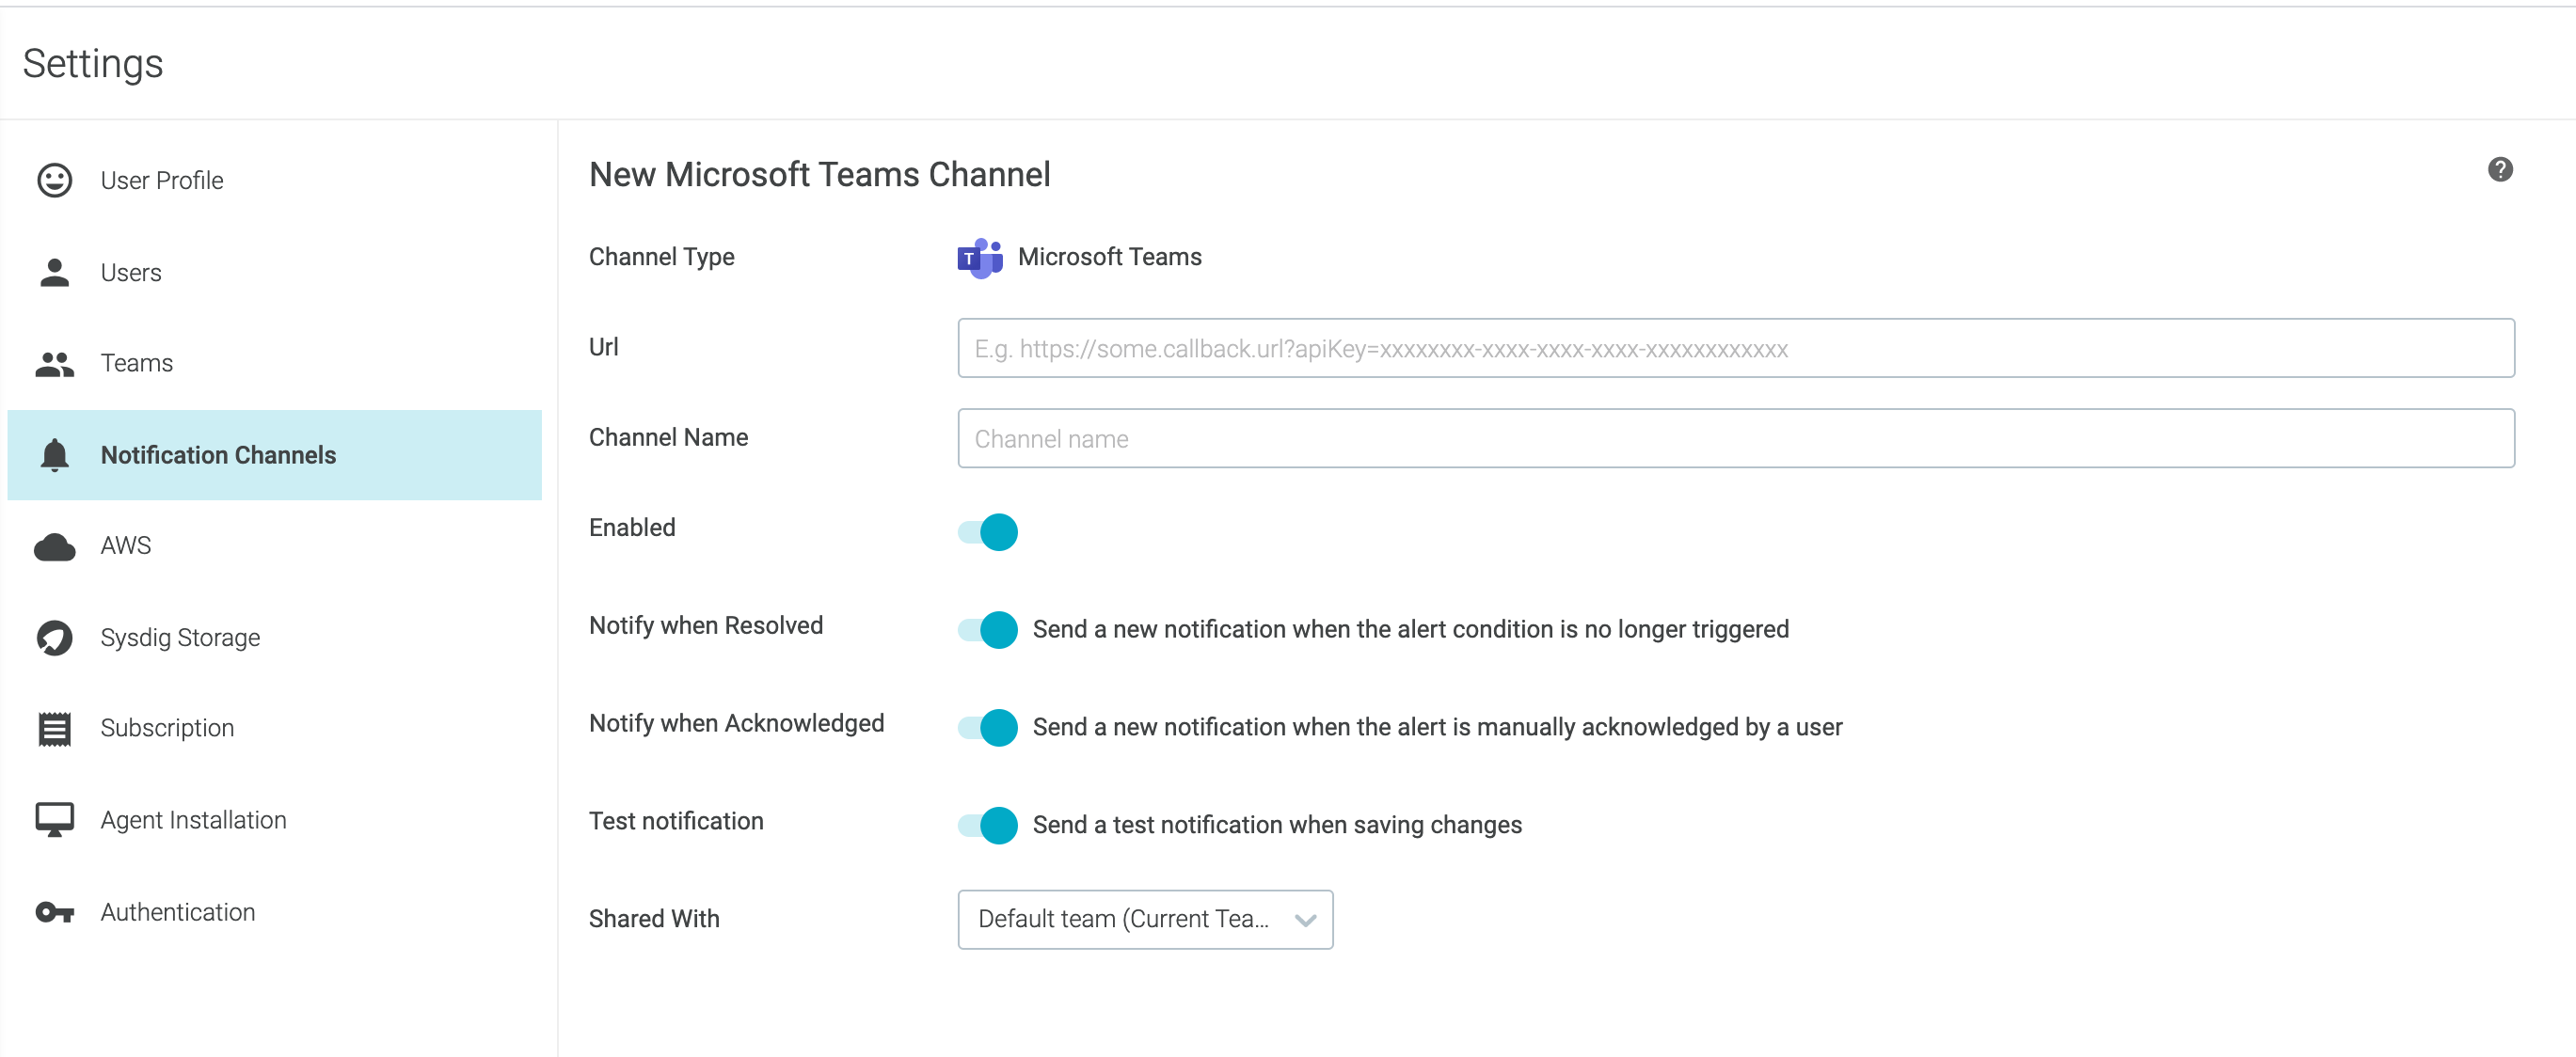 Settings
User Profile
Users
Teams
Notification Channels
AWS
Sysdig Storage
Subscription
Agent Installation
Authentication
New Microsoft Teams Channel
?
Channel Type
T
Microsoft Teams
Url
E.g. https://some.callback.url?apiKey=xxxxxxxx-xxxx-xxxx-xxxx-xxxxxxxxxxxx
Channel Name
Channel name
Enabled
Notify when Resolved
Send a new notification when the alert condition is no longer triggered
Notify when Acknowledged
Send a new notification when the alert is manually acknowledged by a user
Test notification
Send a test notification when saving changes
Shared With
Default team (Current Tea...